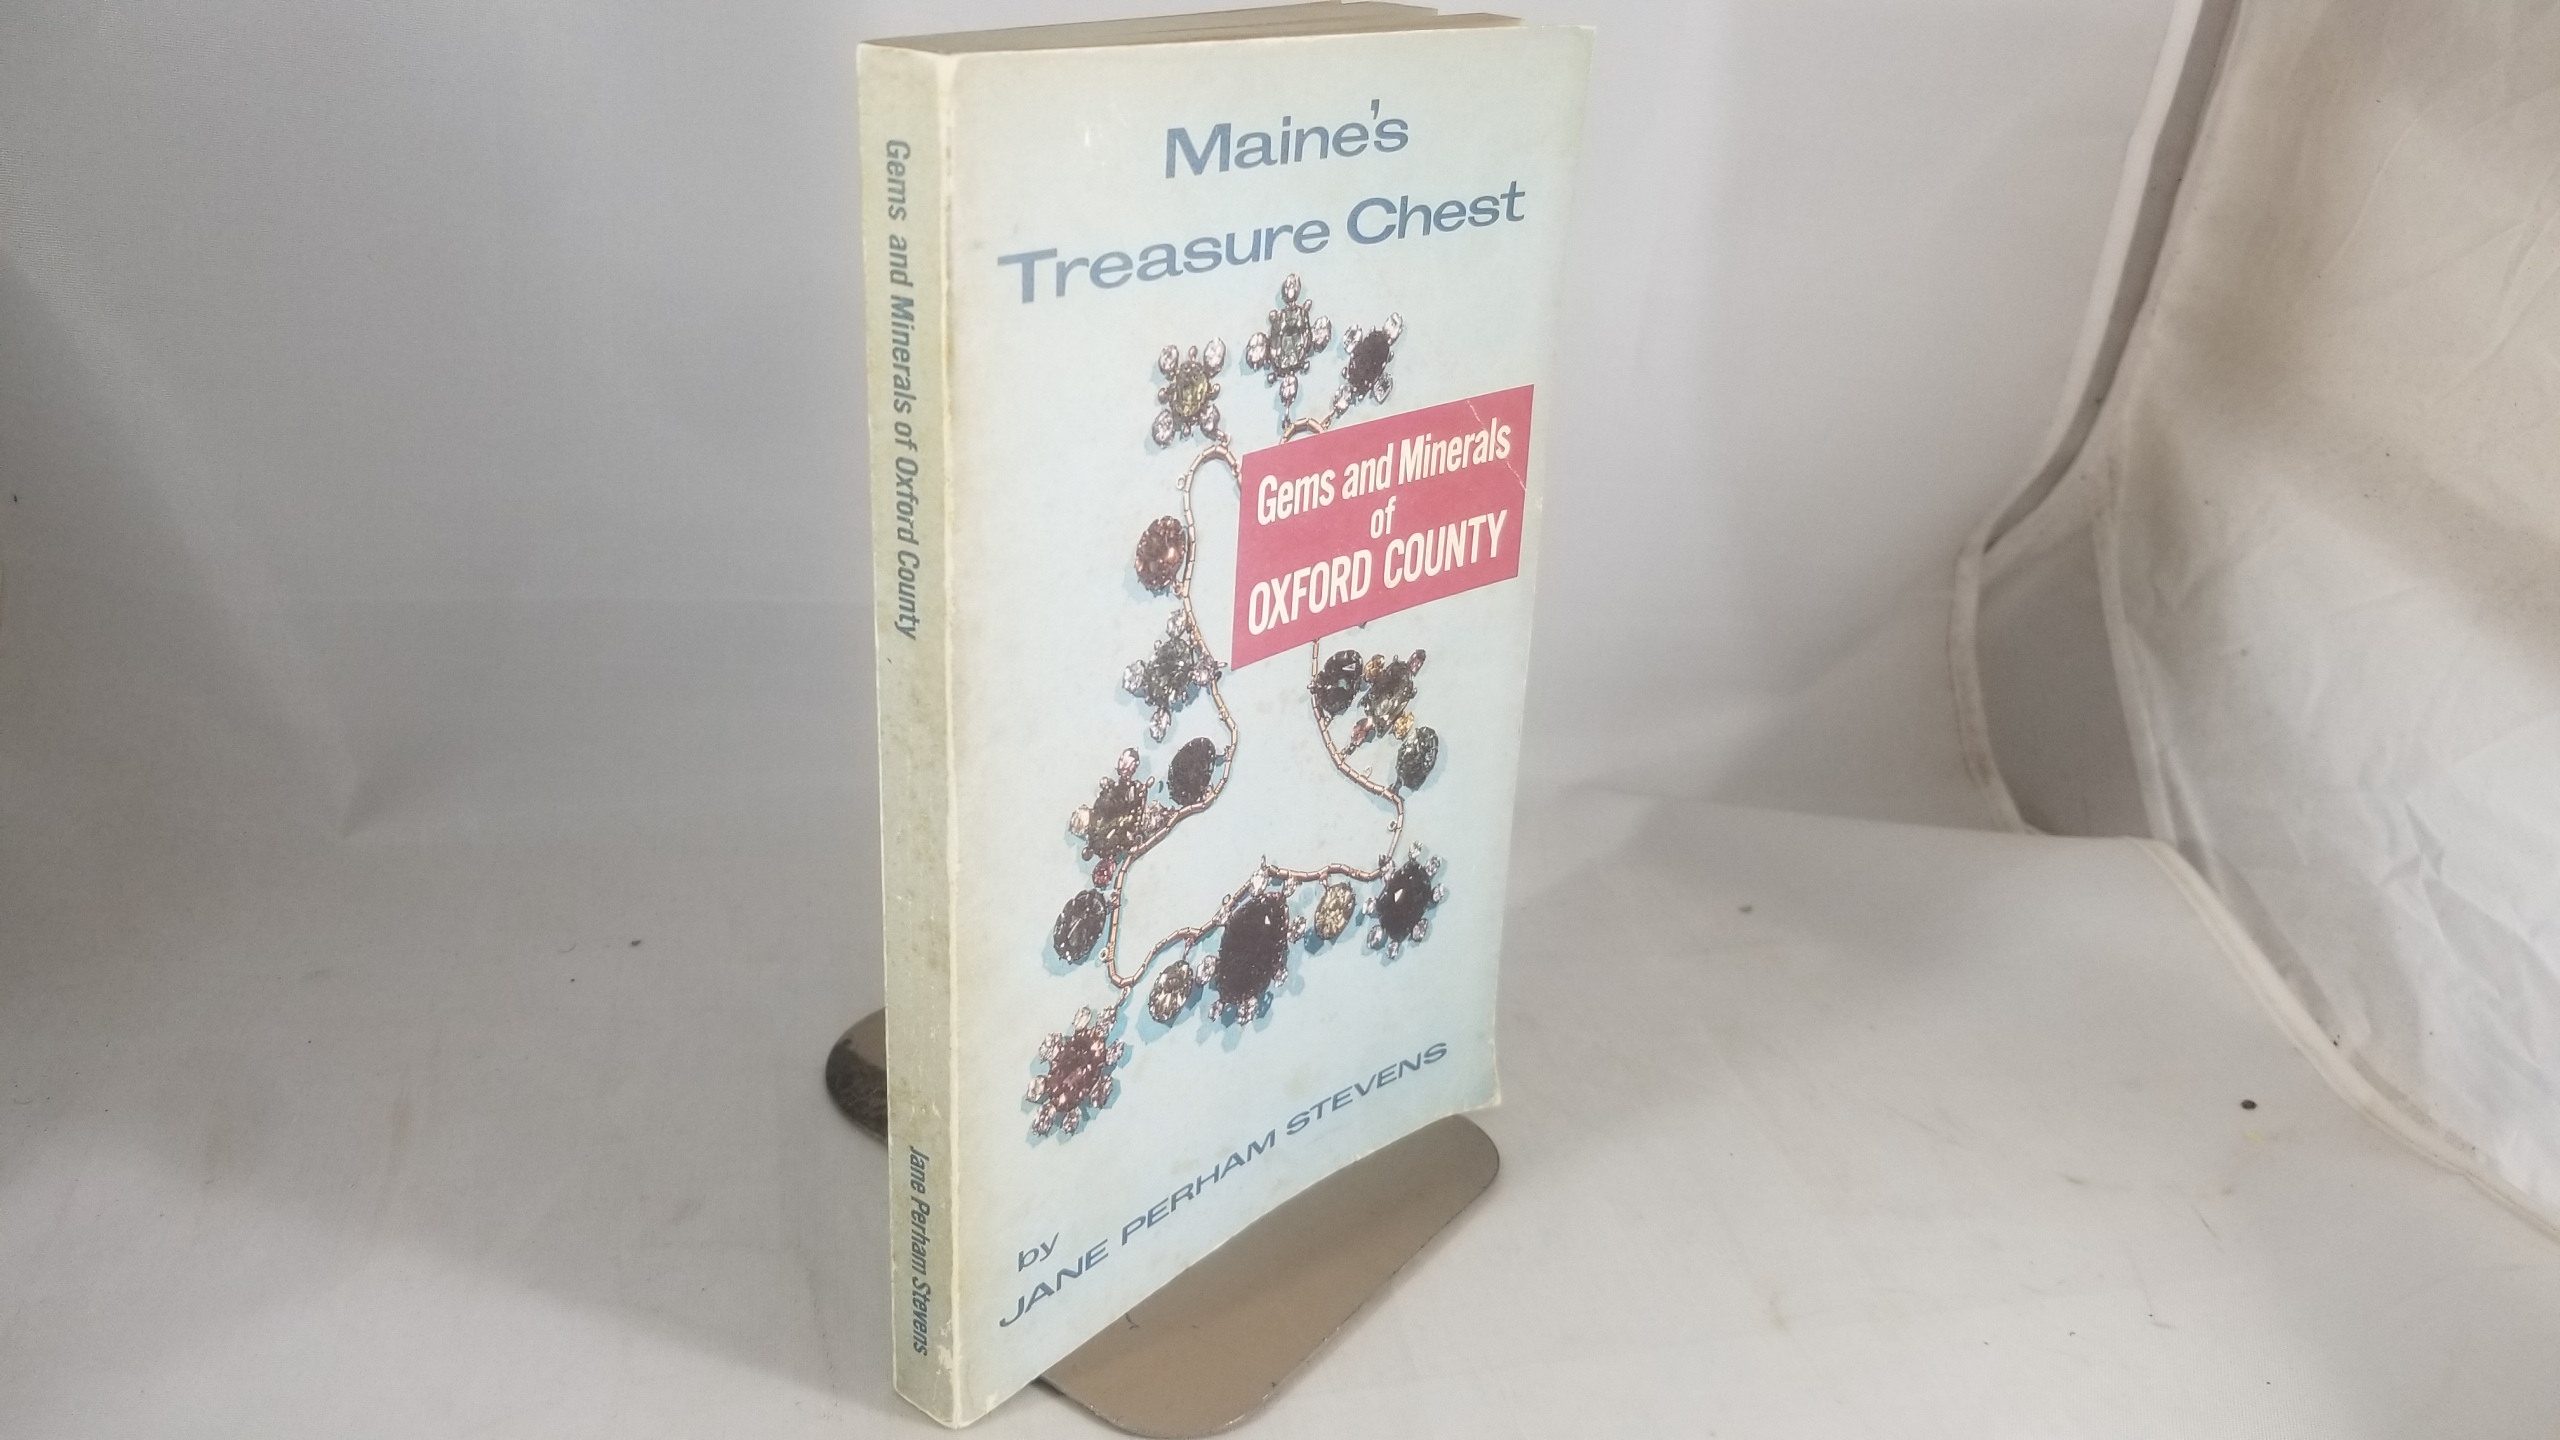 Gems and Minerals of Oxford County
Jane Perham Stevens
Maine's
Treasure Chest
Gems and Minerals
of
OXFORD COUNTY
by
JANE PERHAM STEVENS